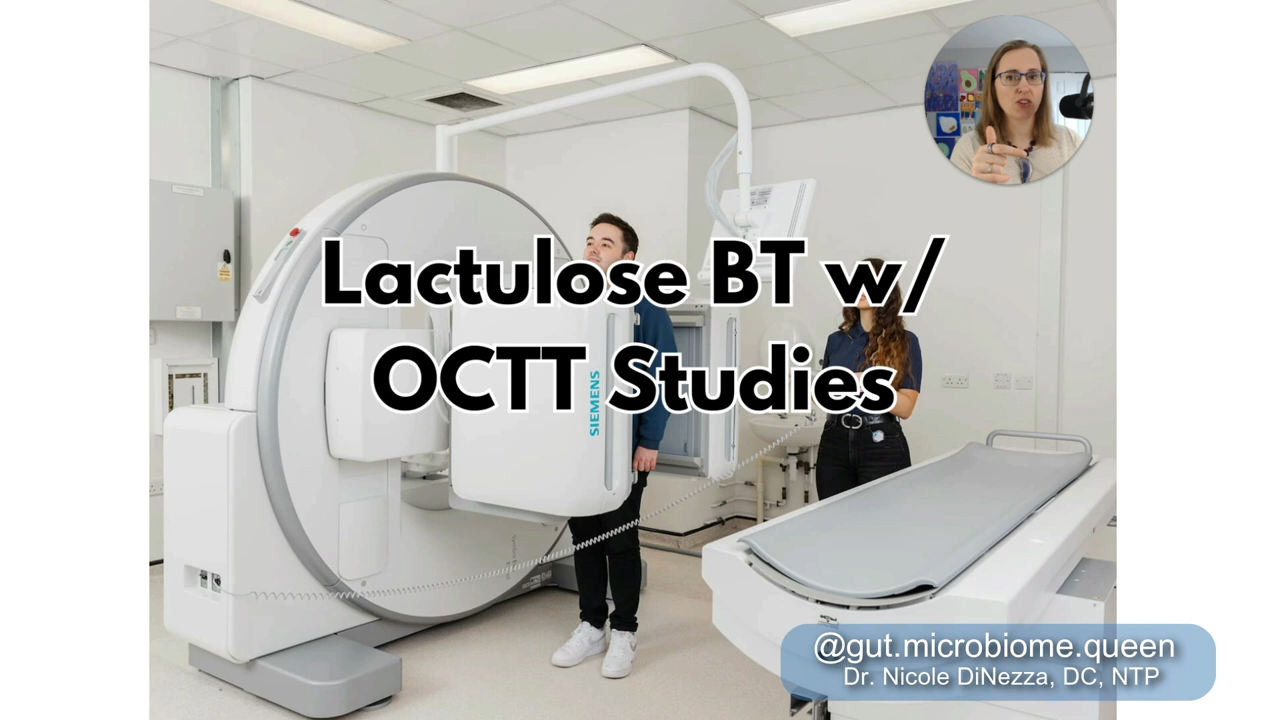 Lactulose BT w/
OCTT Studies
SIEMENS
@gut.microbiome.queen
Dr. Nicole DiNezza, DC, NTP